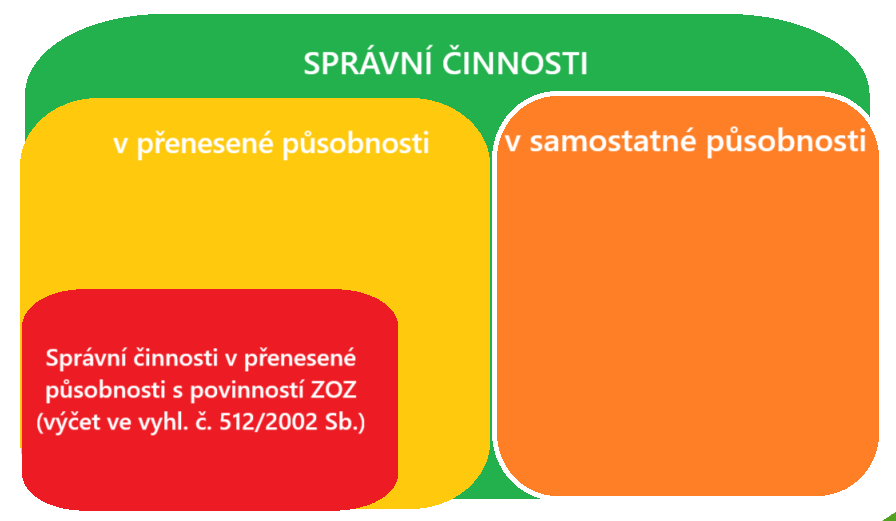 SPRÁVNÍ ČINNOSTI
v přenesené působnosti
v samostatné působnosti
Správní činnosti v přenesené
působnosti s povinností ZOZ
(výčet ve vyhl. č. 512/2002 Sb.)